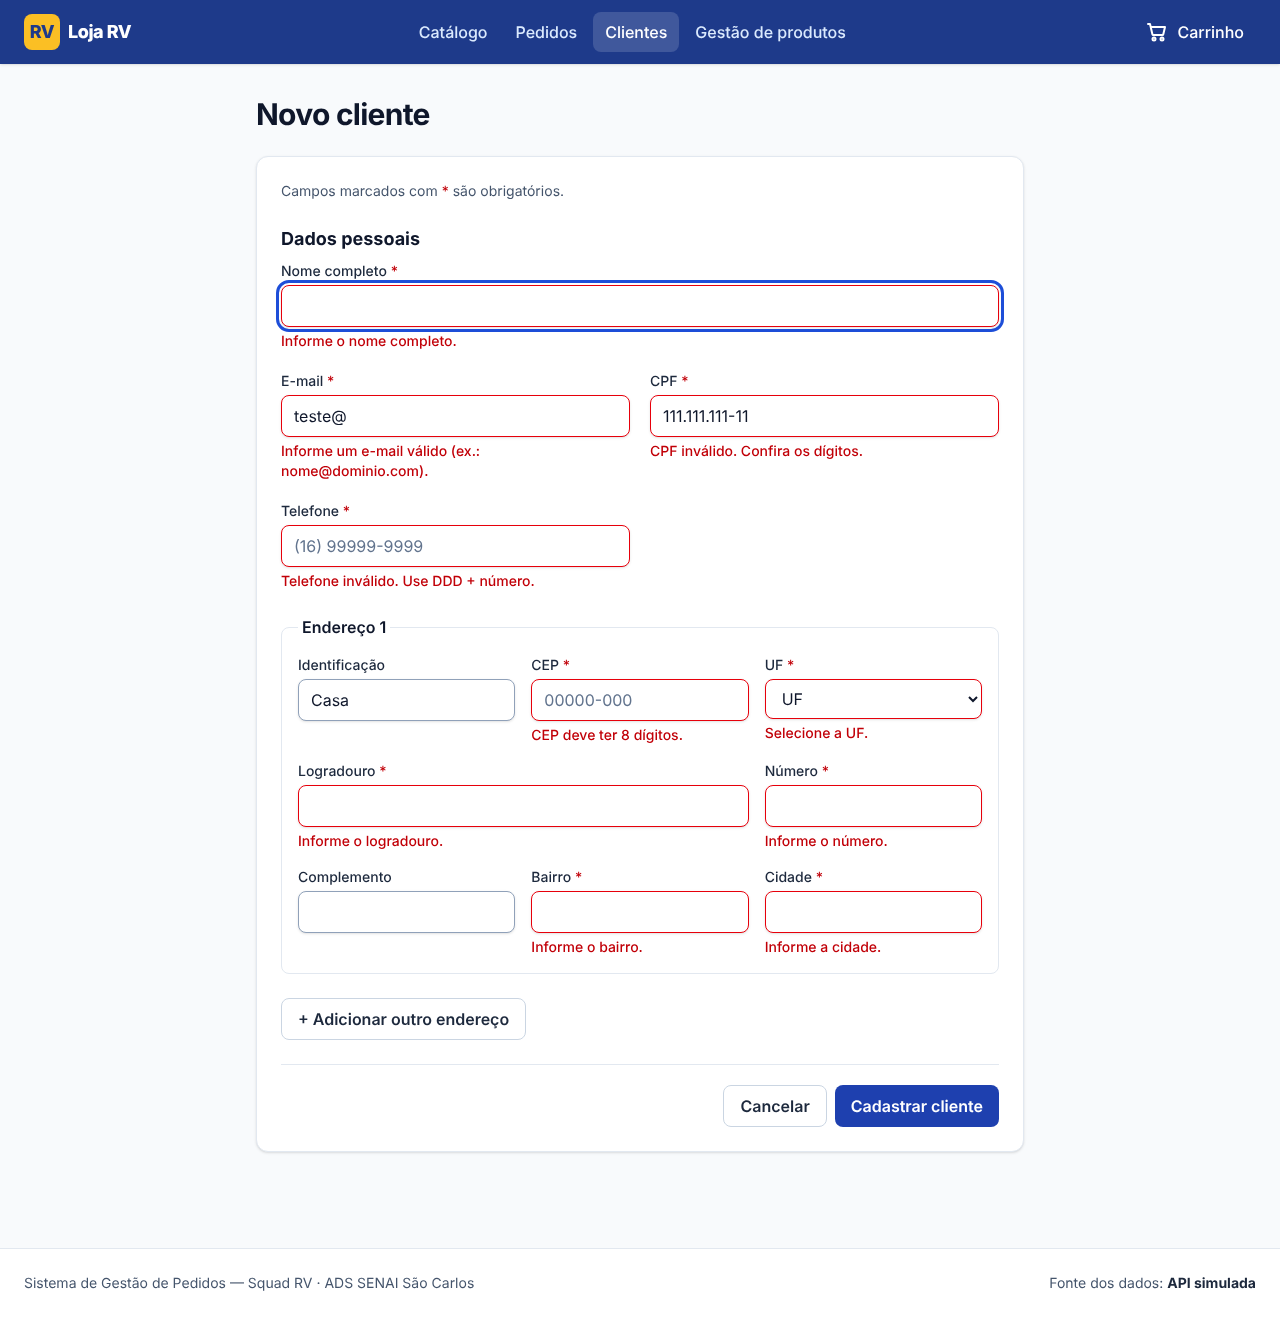 RV Loja RV Catálogo Pedidos Clientes Gestão de produtos Carrinho
Novo cliente
Campos marcados com * são obrigatórios.
Dados pessoais
Nome completo *
Informe o nome completo.
E-mail * CPF *
teste@ 111.111.111-11
Informe um e-mail válido (ex.: CPF inválido. Confira os dígitos.
nome@dominio.com).
Telefone *
(16) 99999-9999
Telefone inválido. Use DDD + número.
Endereço 1
Identificação CEP * UF *
Casa 00000-000 UF
CEP deve ter 8 dígitos. Selecione a UF.
Logradouro * Número *
Informe o logradouro. Informe o número.
Complemento Bairro * Cidade *
Informe o bairro. Informe a cidade.
+ Adicionar outro endereço
Cancelar Cadastrar cliente
Sistema de Gestão de Pedidos — Squad RV · ADS SENAI São Carlos Fonte dos dados: API simulada